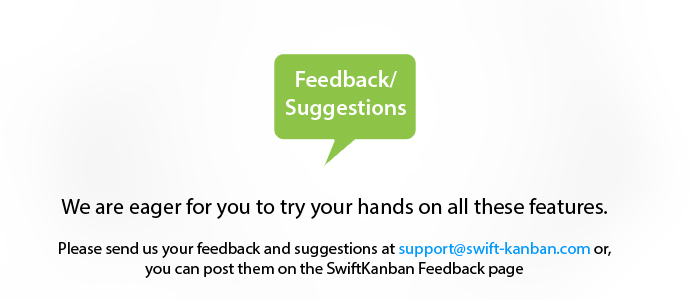 Feedback/
Suggestions
We are eager for you to try your hands on all these features.
Please send us your feedback and suggestions at support@swift-kanban.com or,
you can post them on the SwiftKanban Feedback page